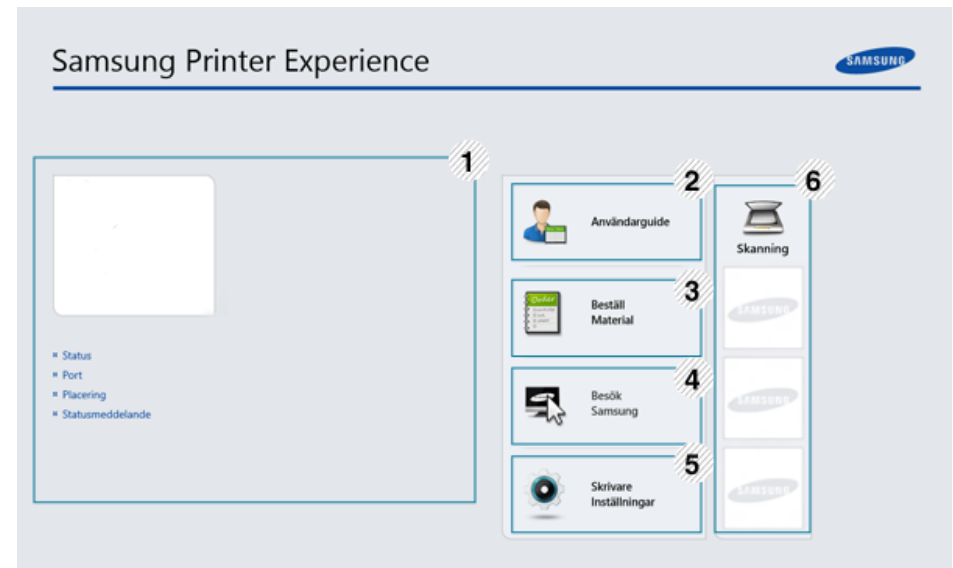 Samsung Printer Experience
SAMSUNG
1
Status
Port
Placering
Statusmeddelande
2
Användarguide
3
Order
Beställ
Material
4
Besök
Samsung
5
Skrivare
Inställningar
6
Skanning
SAMSUNG
SAMSUNG
SAMSUNG